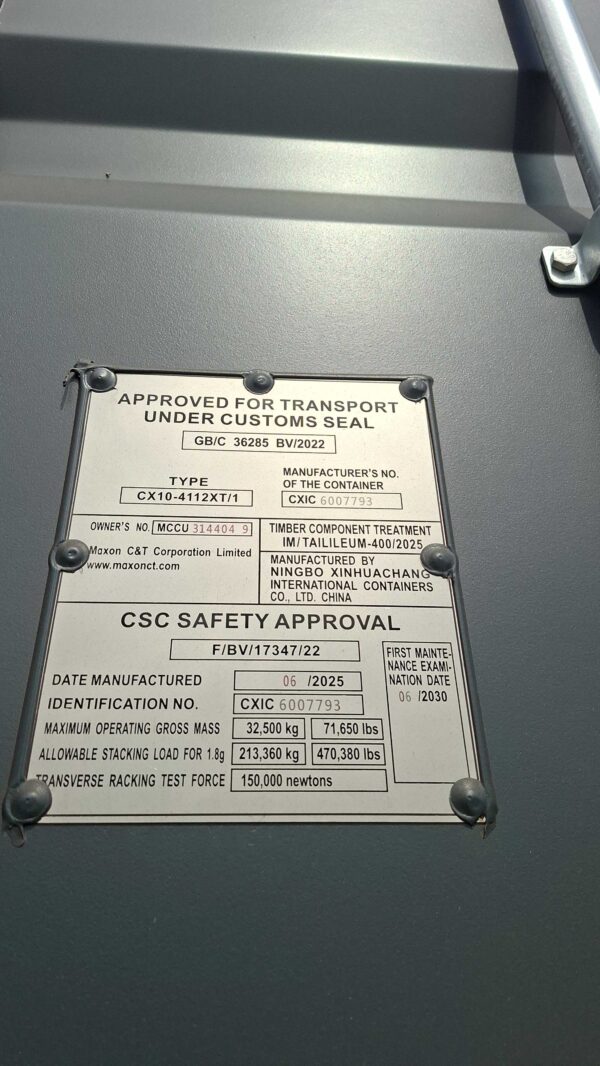 APPROVED FOR TRANSPORT
UNDER CUSTOMS SEAL
GB/C 36285 BV/2022
TYPE
CX10-4112XT/1
MANUFACTURER'S NO.
OF THE CONTAINER
CXIC 6007793
OWNER'S NO. MCCU 314404 9
Maxon C&T Corporation Limited
www.maxonct.com
TIMBER COMPONENT TREATMENT
IM/TAILILEUM-400/2025
MANUFACTURED BY
NINGBO XINHUACHANG
INTERNATIONAL CONTAINERS
CO., LTD. CHINA
CSC SAFETY APPROVAL
F/BV/17347/22
DATE MANUFACTURED 06 /2025
IDENTIFICATION NO. CXIC 6007793
MAXIMUM OPERATING GROSS MASS 32,500 kg 71,650 lbs
ALLOWABLE STACKING LOAD FOR 1.8g 213,360 kg 470,380 lbs
TRANSVERSE RACKING TEST FORCE 150,000 newtons
FIRST MAINTE-
NANCE EXAMI-
NATION DATE
06 /2030